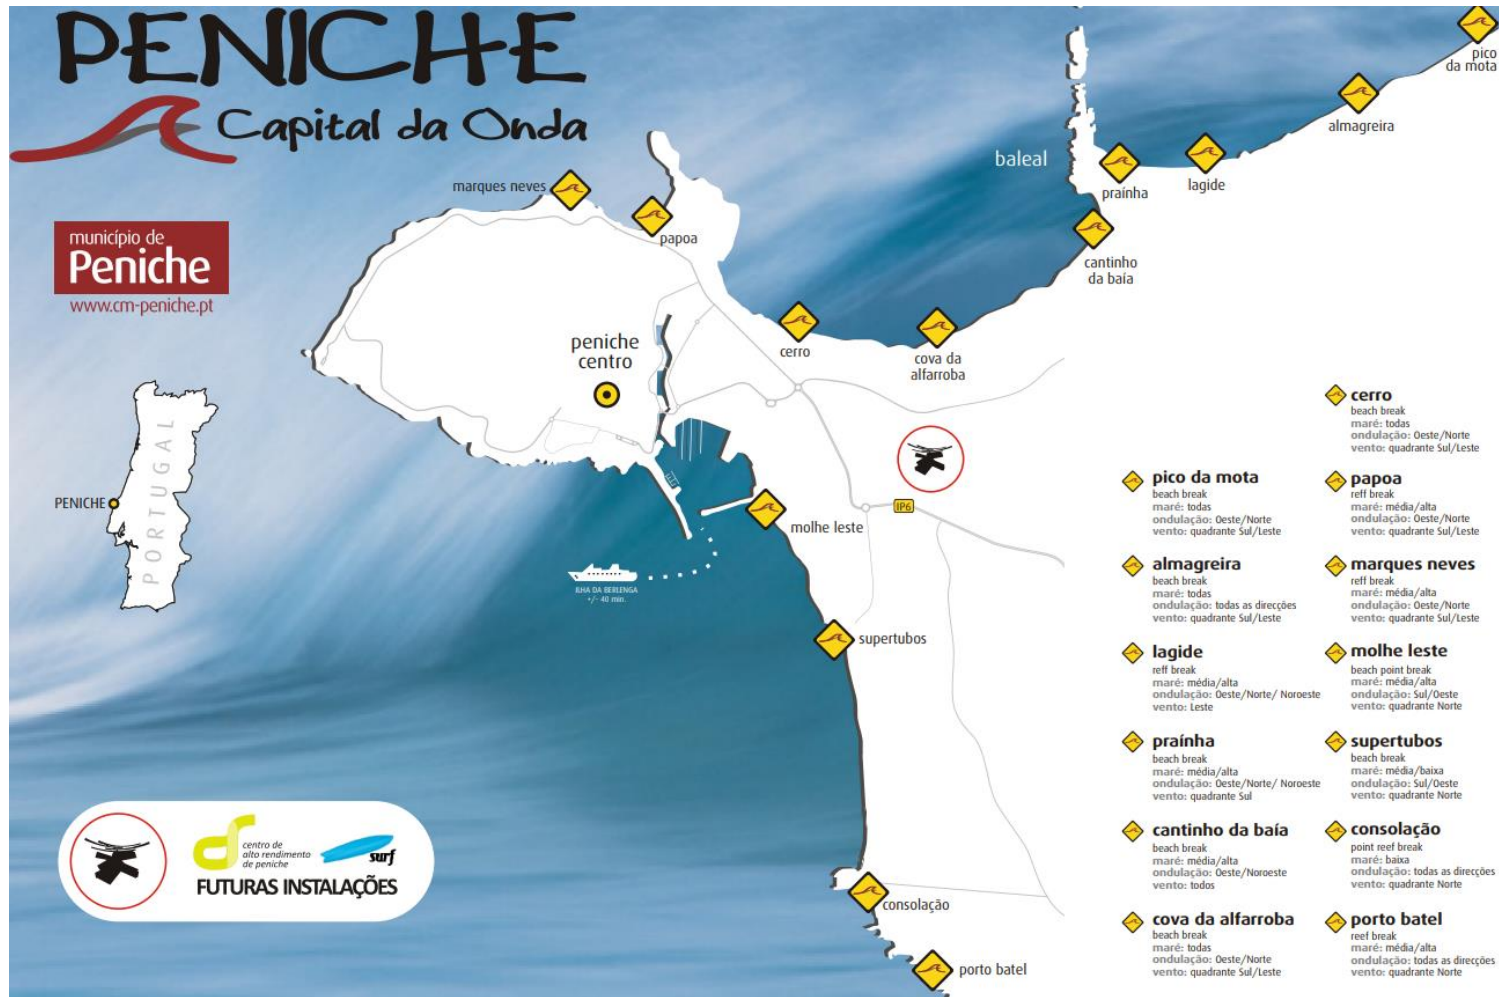 PENICHE
Capital da Onda
município de
Peniche
www.cm-peniche.pt
PORTUGAL
PENICHE
marques neves
papoa
peniche
centro
cerro
cova da
alfarroba
baleal
cantinho
da baía
praínha
lagide
almagreira
pico
da mota
IP6
molhe leste
ILHA DA BERLENGA
+/- 40 min.
supertubos
consolação
porto batel
centro de
alto rendimento
de peniche
surf
FUTURAS INSTALAÇÕES
pico da mota
beach break
maré: todas
ondulação: Oeste/Norte
vento: quadrante Sul/Leste
almagreira
beach break
maré: todas
ondulação: todas as direcções
vento: quadrante Sul/Leste
lagide
reff break
maré: média/alta
ondulação: Oeste/Norte/ Noroeste
vento: Leste
praínha
beach break
maré: média/alta
ondulação: Oeste/Norte/ Noroeste
vento: quadrante Sul
cantinho da baía
beach break
maré: média/alta
ondulação: Oeste/Noroeste
vento: todos
cova da alfarroba
beach break
maré: todas
ondulação: Oeste/Norte
vento: quadrante Sul/Leste
cerro
beach break
maré: todas
ondulação: Oeste/Norte
vento: quadrante Sul/Leste
papoa
reff break
maré: média/alta
ondulação: Oeste/Norte
vento: quadrante Sul/Leste
marques neves
reff break
maré: média/alta
ondulação: Oeste/Norte
vento: quadrante Sul/Leste
molhe leste
beach point break
maré: média/alta
ondulação: Sul/Oeste
vento: quadrante Norte
supertubos
beach break
maré: média/baixa
ondulação: Sul/Oeste
vento: quadrante Norte
consolação
point reef break
maré: baixa
ondulação: todas as direcções
vento: quadrante Norte
porto batel
reef break
maré: média/alta
ondulação: todas as direcções
vento: quadrante Norte